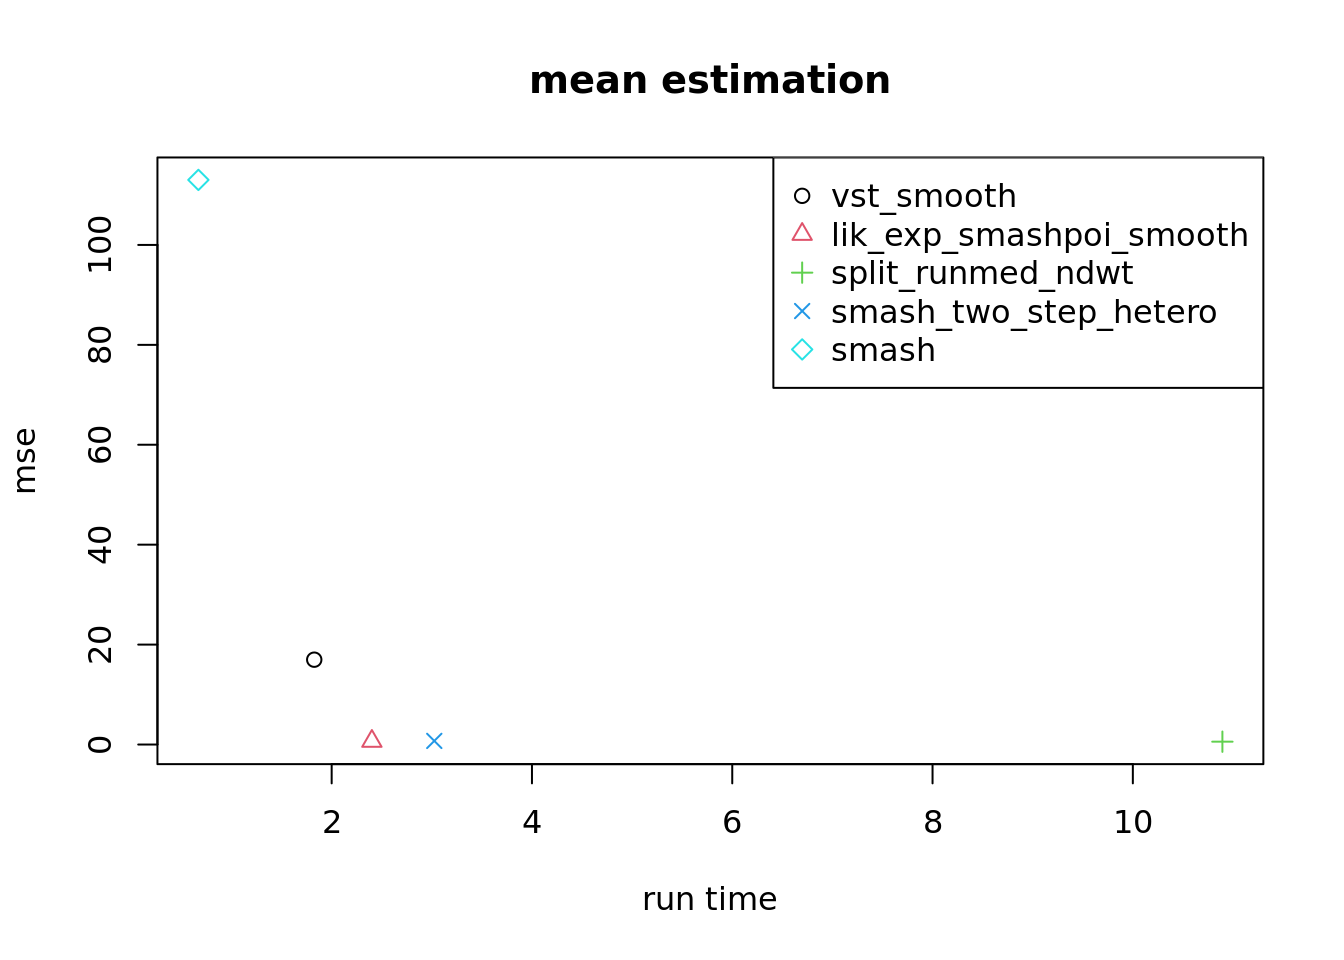 mean estimation
vst_smooth
lik_exp_smashpoi_smooth
split_runmed_ndwt
smash_two_step_hetero
smash
mse
100
80
60
40
20
0
2 4 6 8 10
run time